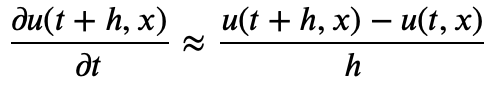 ∂u(t + h, x)/∂t ≈ (u(t + h, x) − u(t, x))/h